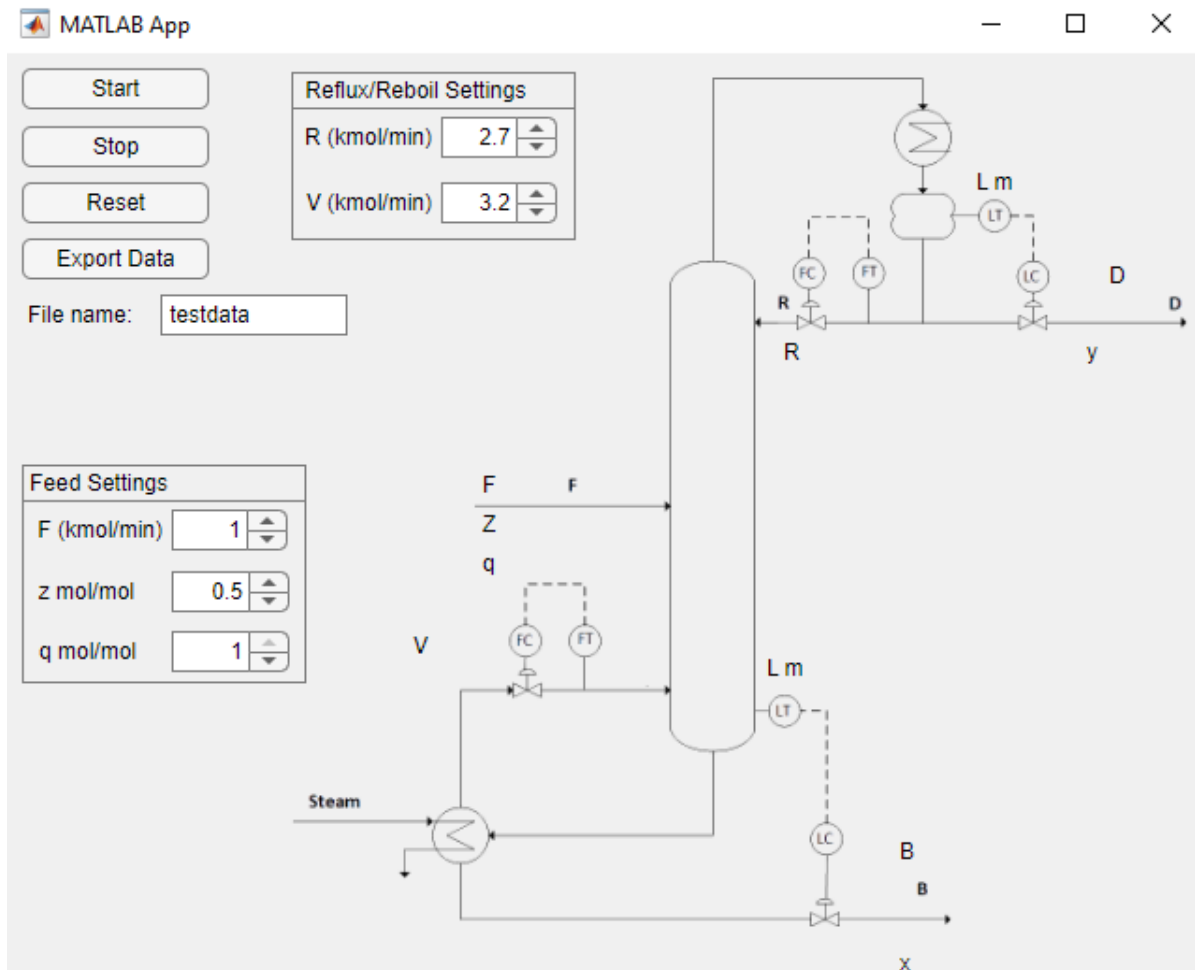 MATLAB App
Start
Stop
Reset
Export Data
File name: testdata
Reflux/Reboil Settings
R (kmol/min) 2.7
V (kmol/min) 3.2
L m
LT
FC FT LC D
R D
R y
Feed Settings
F (kmol/min) 1
z mol/mol 0.5
q mol/mol 1
F F
Z
q
V FC FT
L m
LT
Steam
LC
B
B
x